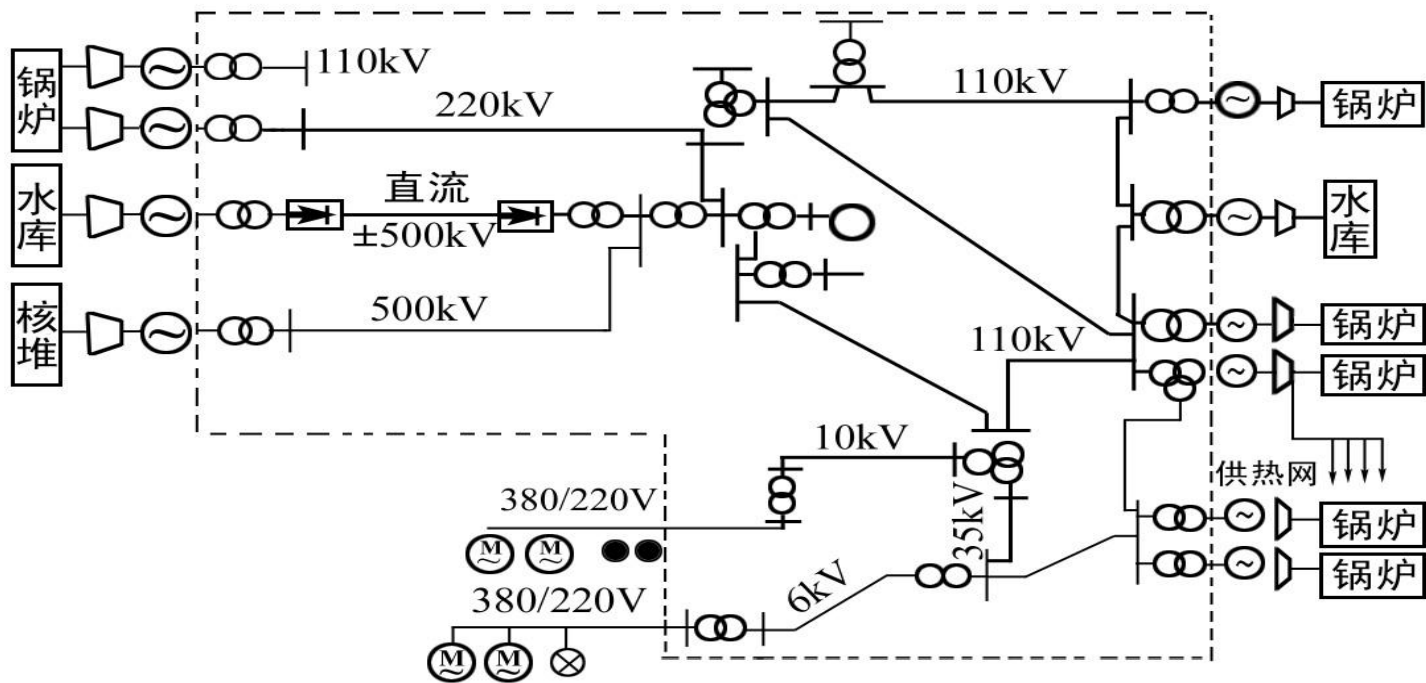 锅炉
110kV
220kV
110kV
锅炉
水库
直流
±500kV
水库
核堆
500kV
110kV
锅炉
锅炉
10kV
供热网
380/220V
35kV
M
~
M
~
锅炉
锅炉
6kV
380/220V
M
~
M
~